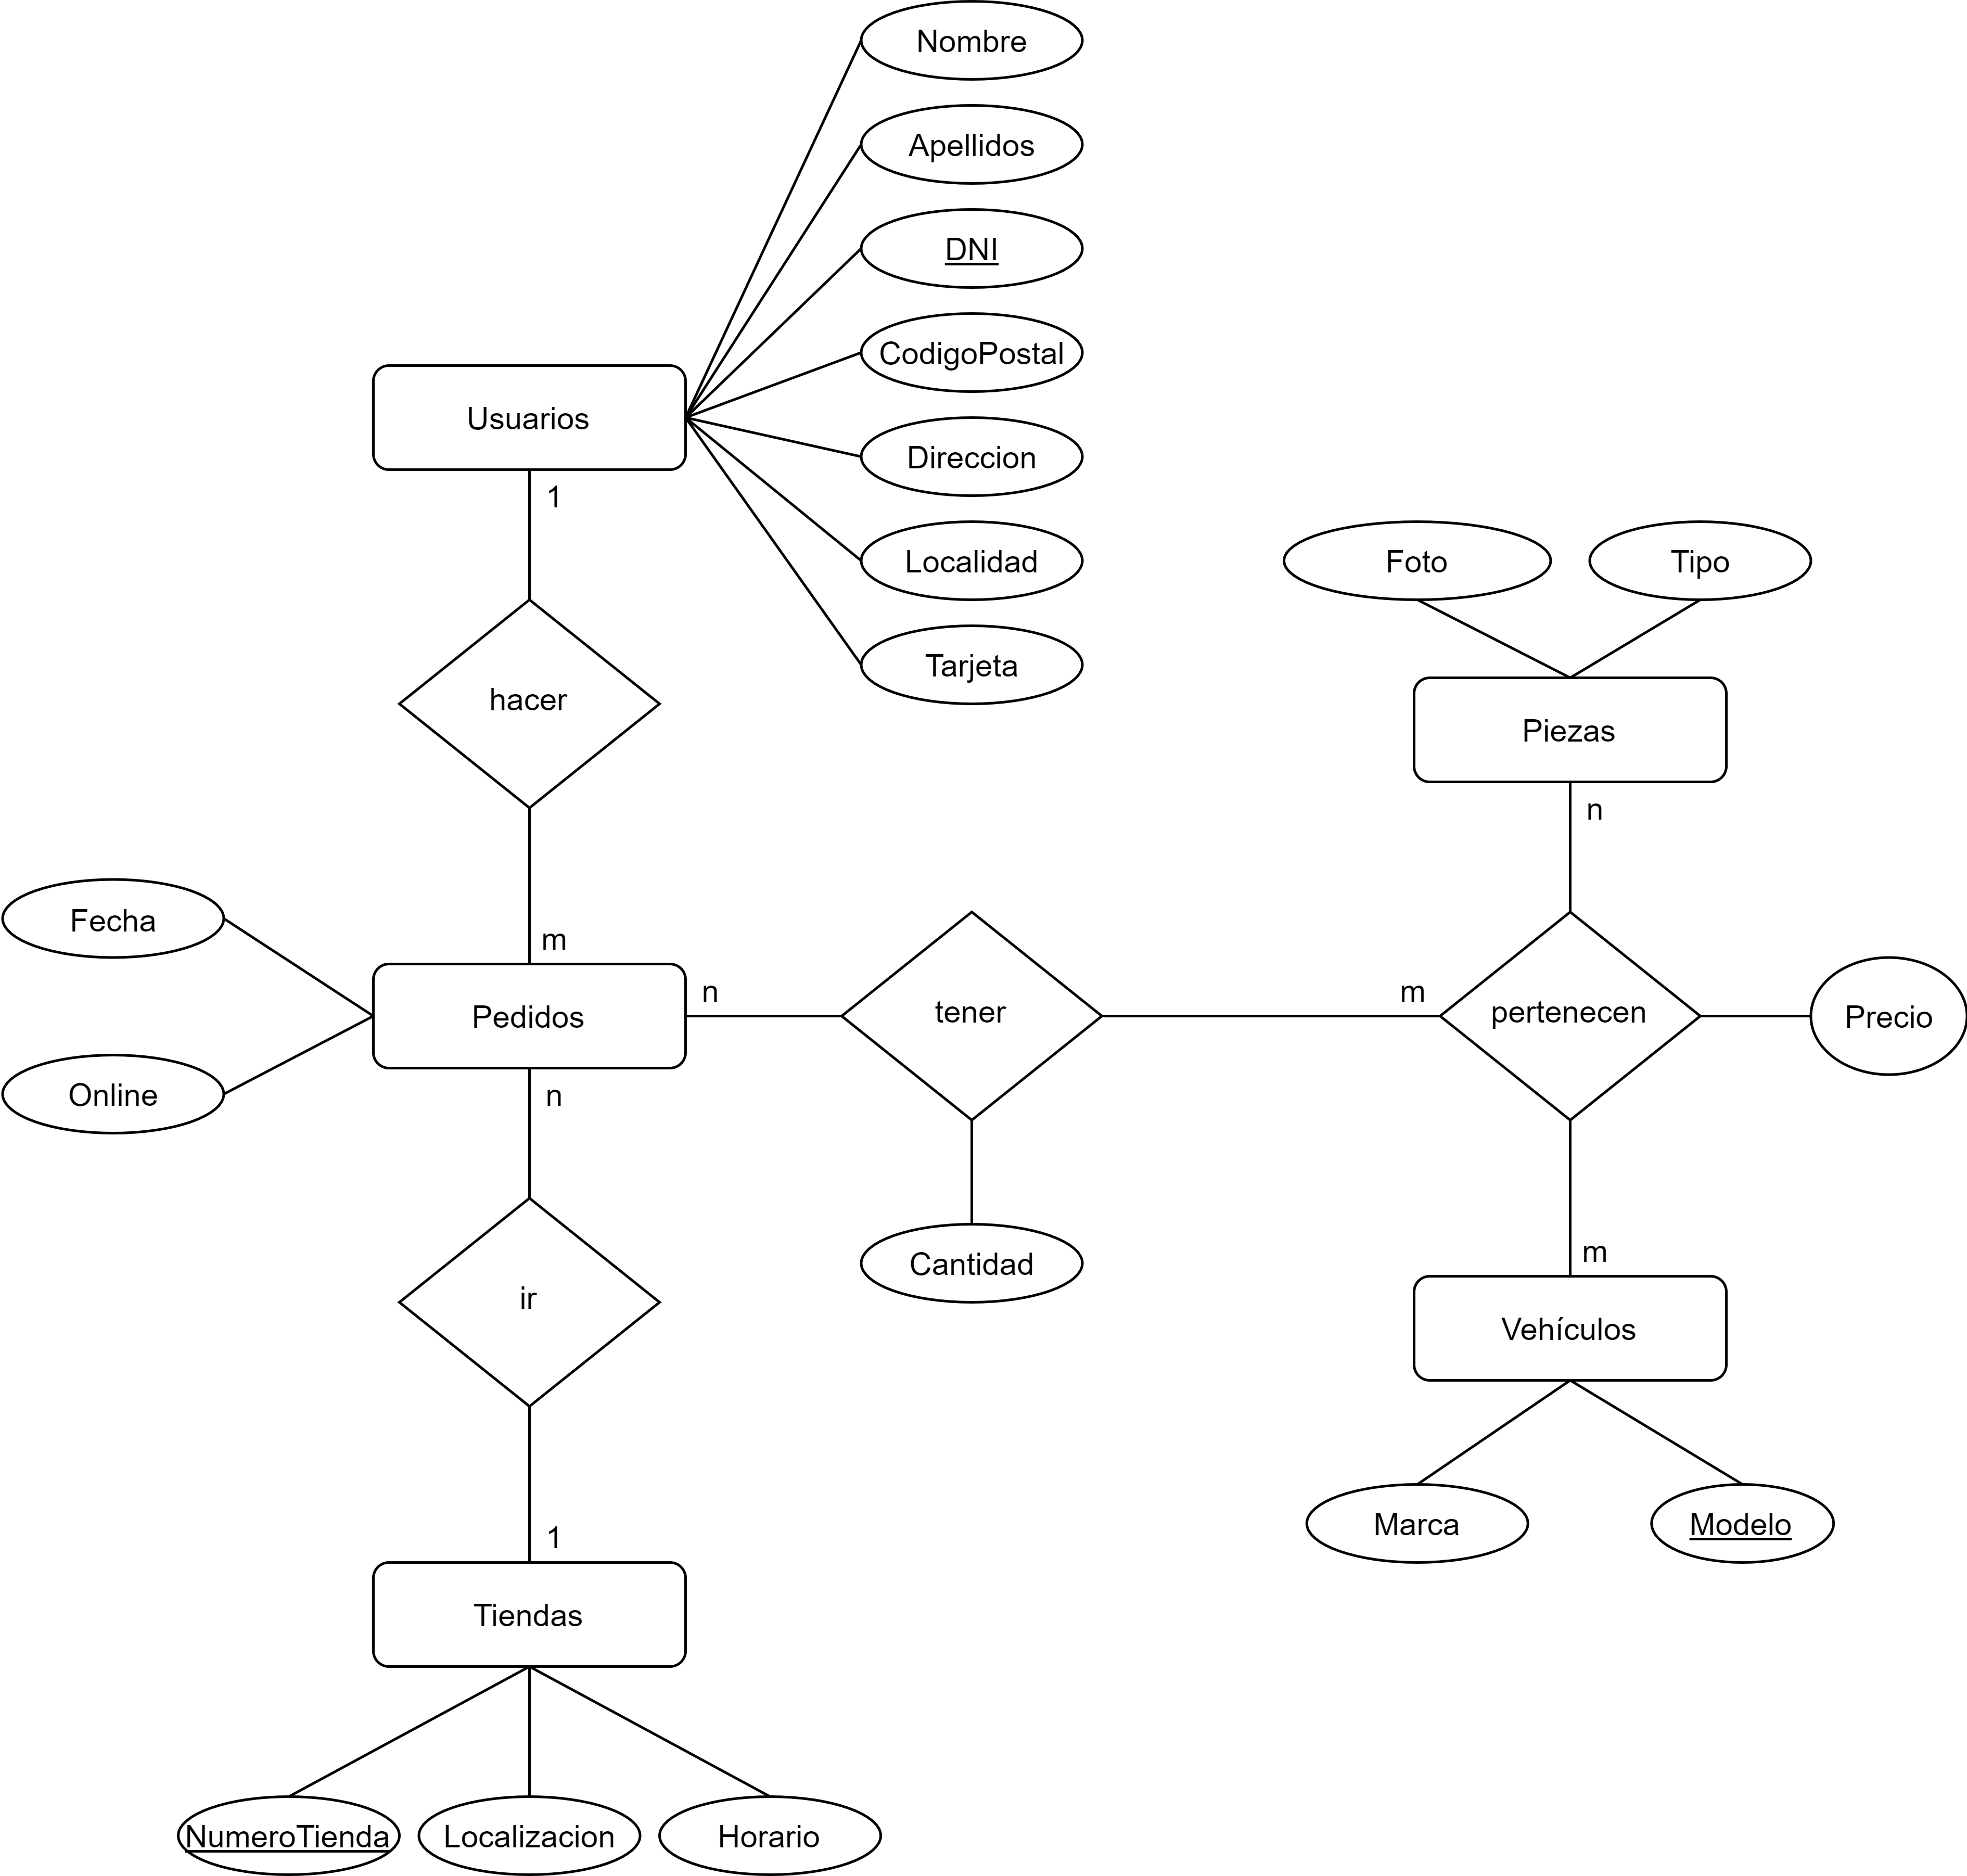 Nombre
Apellidos
DNI
CodigoPostal
Usuarios
Direccion
1
Localidad
Foto
Tipo
Tarjeta
hacer
Piezas
n
Fecha
m
n
m
Pedidos
tener
pertenecen
Precio
Online
n
Cantidad
m
ir
Vehículos
Marca
Modelo
1
Tiendas
NumeroTienda
Localizacion
Horario